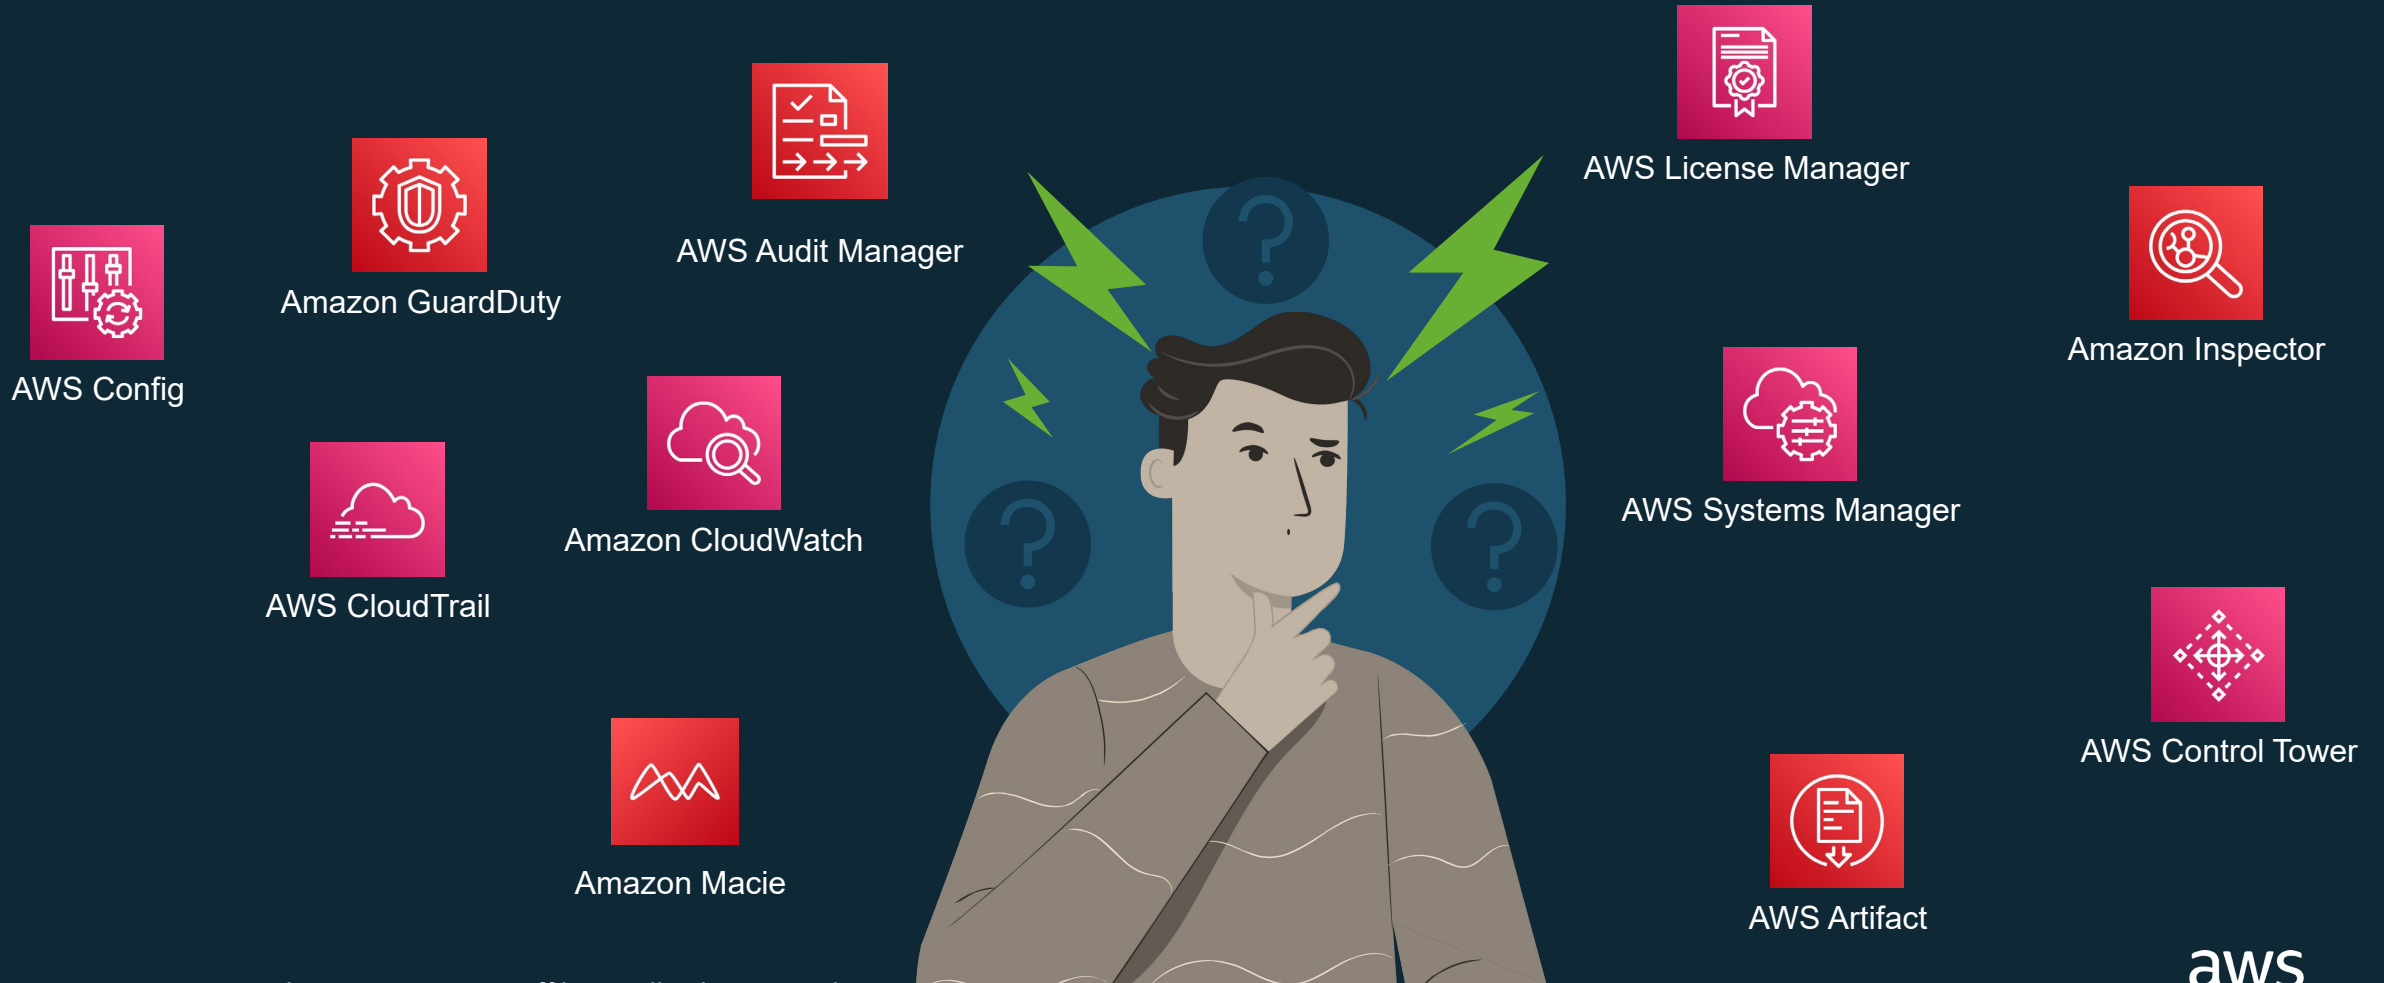 AWS License Manager
AWS Audit Manager
Amazon GuardDuty
Amazon Inspector
AWS Config
AWS Systems Manager
Amazon CloudWatch
AWS CloudTrail
AWS Control Tower
Amazon Macie
AWS Artifact
aws
? ? ?